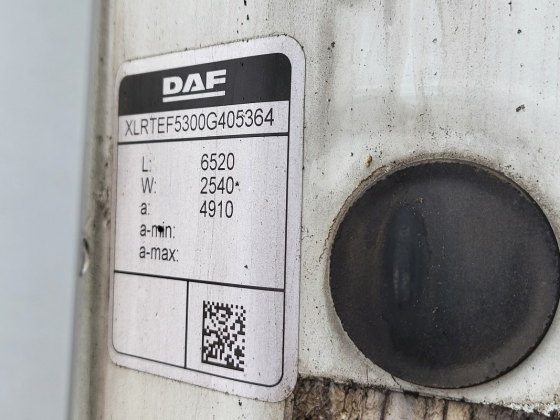 DAF
XLRTEF5300G405364
L: 6520
W: 2540
a: 4910
a-min:
a-max: